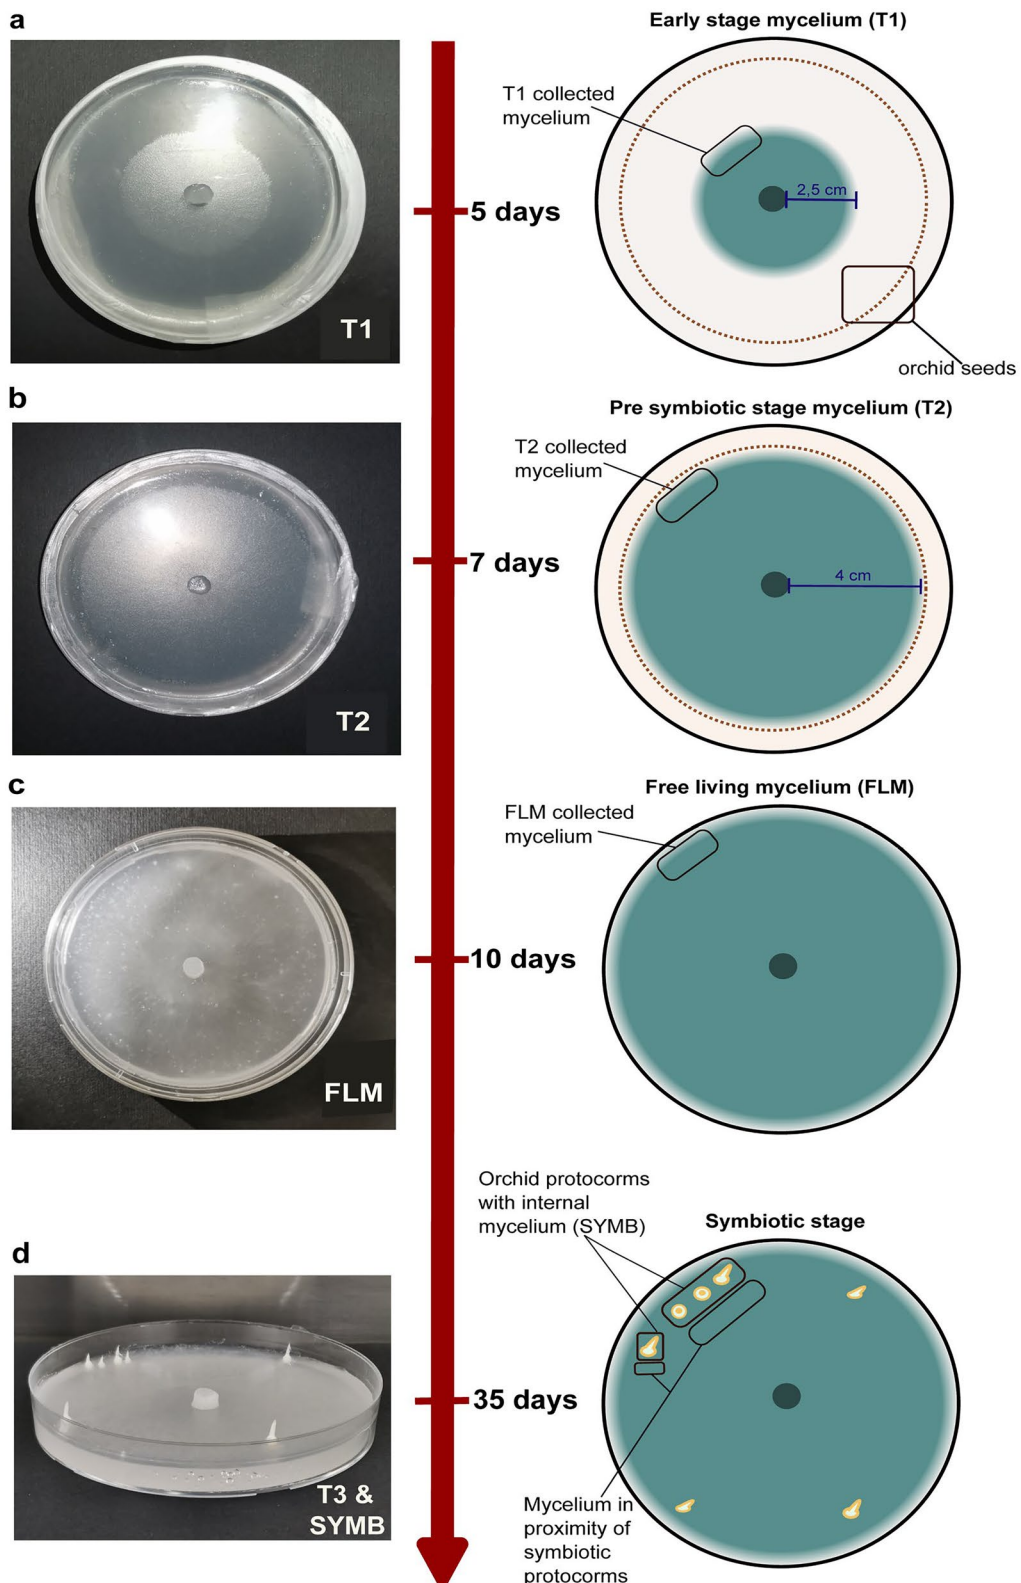 a
Early stage mycelium (T1)
T1 collected
mycelium
2,5 cm
5 days
T1
orchid seeds
b
Pre symbiotic stage mycelium (T2)
T2 collected
mycelium
7 days
4 cm
T2
c
Free living mycelium (FLM)
FLM collected
mycelium
10 days
FLM
Orchid protocorms
with internal
mycelium (SYMB)
Symbiotic stage
d
35 days
T3 &
SYMB
Mycelium in
proximity of
symbiotic
protocorms